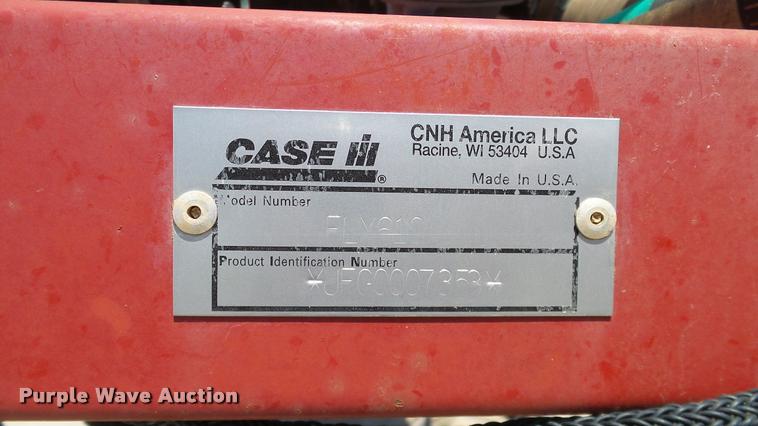 CASE IH
®
CNH America LLC
Racine, WI 53404 U.S.A
Made In U.S.A.
Model Number
Product Identification Number
Purple Wave Auction